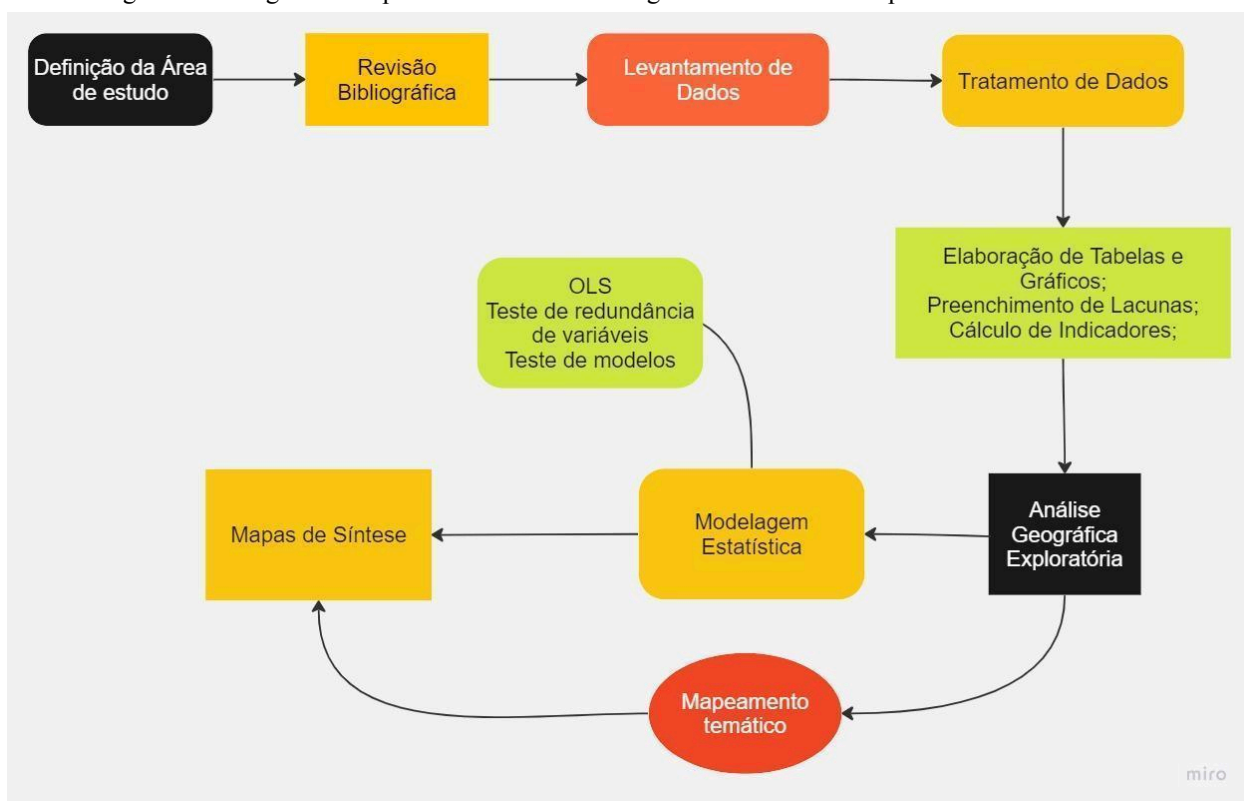 Definição da Área
de estudo
Revisão
Bibliográfica
Levantamento de
Dados
Tratamento de Dados
Elaboração de Tabelas e
Gráficos;
Preenchimento de Lacunas;
Cálculo de Indicadores;
OLS
Teste de redundância
de variáveis
Teste de modelos
Mapas de Síntese
Modelagem
Estatística
Análise
Geográfica
Exploratória
Mapeamento
temático
miro